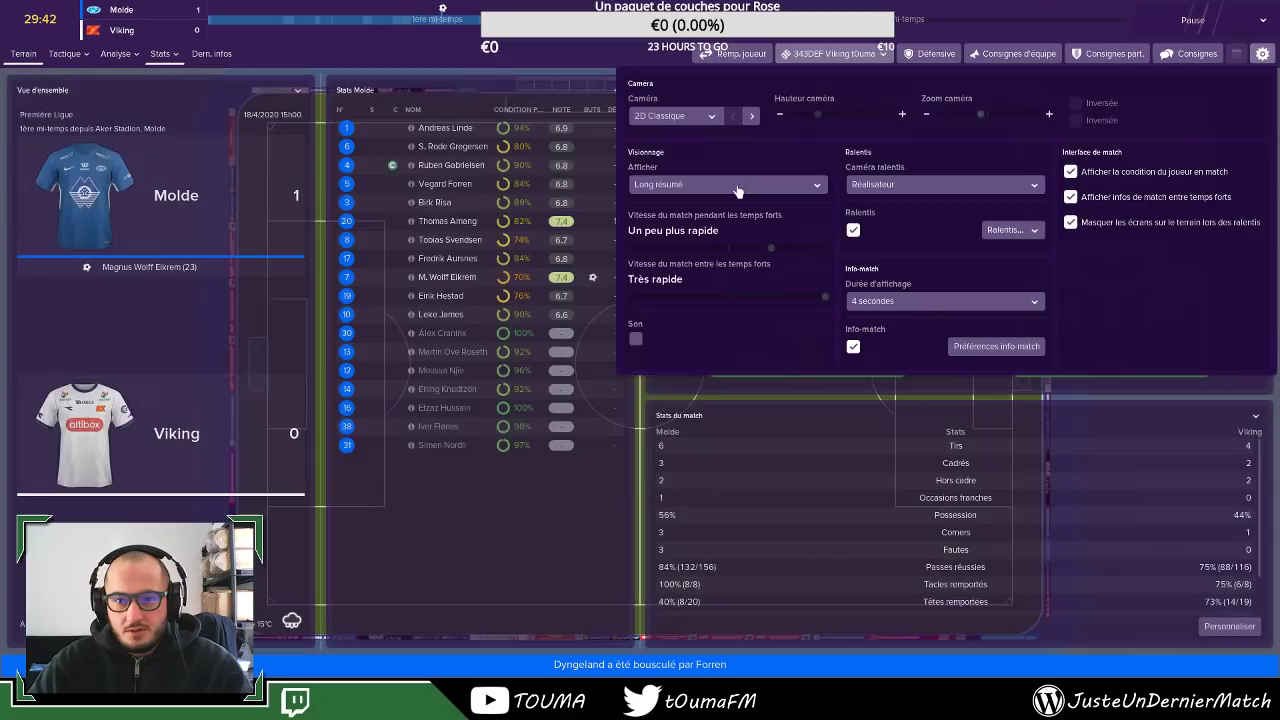 29:42
Molde 1
Viking 0
1ère mi-temps
Un paquet de couches pour Rose
€0 (0.00%)
€0
23 HOURS TO GO
€10
Pause
Terrain
Tactique
Analyse
Stats
Dern. infos
Remp. joueur
343DEF Viking t0uma
Défensive
Consignes d'équipe
Consignes part.
Consignes
Vue d'ensemble
Première Ligue
18/4/2020 15h00
1ère mi-temps depuis Aker Stadion, Molde
Molde
1
Magnus Wolff Eikrem (23)
Viking
0
15°C
Stats Molde
N° S C NOM CONDITION P... NOTE BUTS
1 Andreas Linde 94% 6.9
6 S. Rode Gregersen 80% 6.8
4 C Ruben Gabrielsen 90% 6.8
5 Vegard Forren 84% 6.8
3 Birk Risa 89% 6.8
20 Thomas Amang 82% 7.4
8 Tobias Svendsen 74% 6.7
17 Fredrik Aursnes 84% 6.8
7 M. Wolff Eikrem 70% 7.4
19 Eirik Hestad 76% 6.7
10 Leke James 90% 6.6
30 Álex Craninx 100% -
13 Martin Ove Roseth 92% -
12 Moussa Njie 96% -
14 Erling Knudtzon 92% -
16 Etzaz Hussain 100% -
38 Iver Flønes 98% -
31 Simen Nordli 97% -
Caméra
Caméra
2D Classique
Hauteur caméra
Zoom caméra
Inversée
Inversée
Visionnage
Afficher
Long résumé
Vitesse du match pendant les temps forts
Un peu plus rapide
Vitesse du match entre les temps forts
Très rapide
Son
Ralentis
Caméra ralentis
Réalisateur
Ralentis
Ralentis...
Info-match
Durée d'affichage
4 secondes
Info-match
Préférences info-match
Interface de match
Afficher la condition du joueur en match
Afficher infos de match entre temps forts
Masquer les écrans sur le terrain lors des ralentis
Stats du match
Molde Stats Viking
6 Tirs 4
3 Cadrés 2
2 Hors cadre 2
1 Occasions franches 0
56% Possession 44%
3 Corners 1
3 Fautes 0
84% (132/156) Passes réussies 75% (88/116)
100% (8/8) Tacles remportés 75% (6/8)
40% (8/20) Têtes remportées 73% (14/19)
Personnaliser
Dyngeland a été bousculé par Forren
TOUMA
t0umaFM
JusteUnDernierMatch